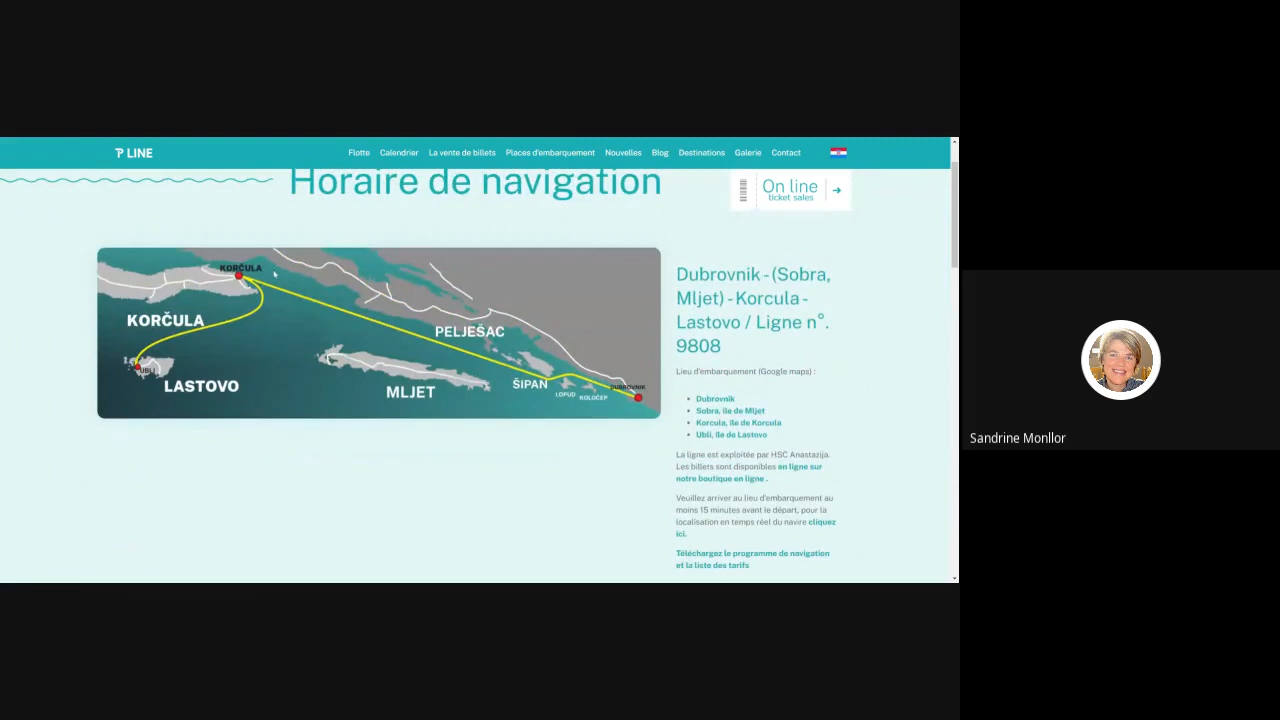 TP LINE
Flotte Calendrier La vente de billets Places d'embarquement Nouvelles Blog Destinations Galerie Contact
Horaire de navigation
On line
ticket sales
KORČULA
KORČULA
UBLI
LASTOVO
PELJEŠAC
MLJET
ŠIPAN
LOPUD
KOLOČEP
DUBROVNIK
Dubrovnik - (Sobra,
Mljet) - Korcula -
Lastovo / Ligne n°.
9808
Lieu d'embarquement (Google maps) :
Dubrovnik
Sobra, île de Mljet
Korcula, île de Korcula
Ubli, île de Lastovo
La ligne est exploitée par HSC Anastazija.
Les billets sont disponibles en ligne sur
notre boutique en ligne .
Veuillez arriver au lieu d'embarquement au
moins 15 minutes avant le départ, pour la
localisation en temps réel du navire cliquez
ici.
Téléchargez le programme de navigation
et la liste des tarifs
Sandrine Monllor